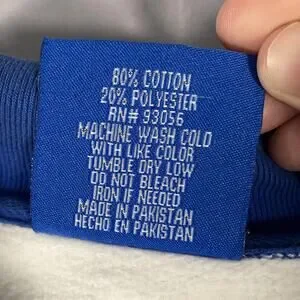 80% COTTON
20% POLYESTER
RN# 93056
MACHINE WASH COLD
WITH LIKE COLOR
TUMBLE DRY LOW
DO NOT BLEACH
IRON IF NEEDED
MADE IN PAKISTAN
HECHO EN PAKISTAN